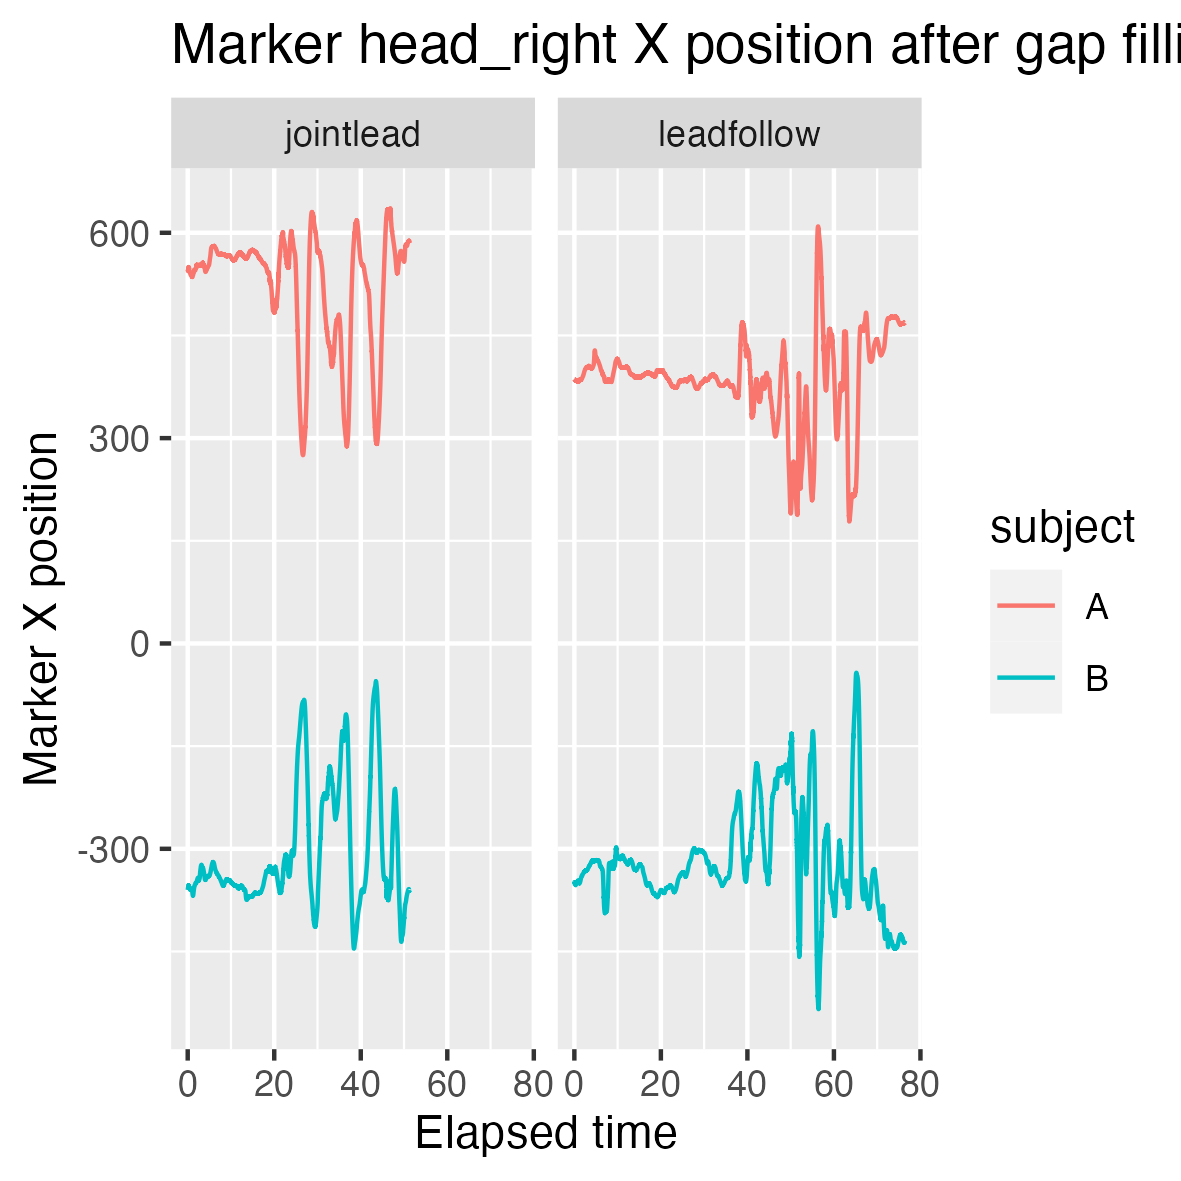 Marker head_right X position after gap filli
jointlead
leadfollow
600
300
0
-300
Marker X position
0 20 40 60 80
0 20 40 60 80
Elapsed time
subject
A
B